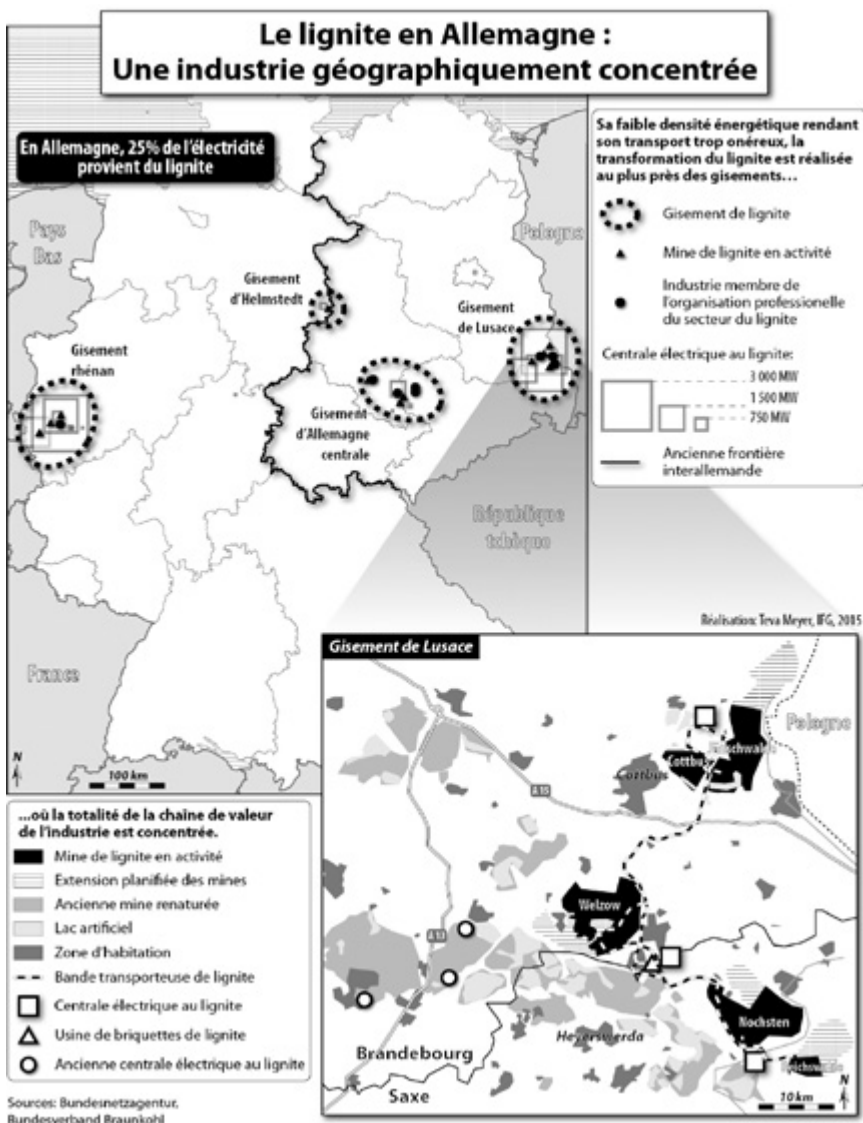 Le lignite en Allemagne :
Une industrie géographiquement concentrée
En Allemagne, 25% de l'électricité
provient du lignite
Pays
Bas
Pologne
Gisement
d'Helmstedt
Gisement
de Lusace
Gisement
rhénan
Gisement
d'Allemagne
centrale
République
tchèque
France
N
100 km
Sa faible densité énergétique rendant
son transport trop onéreux, la
transformation du lignite est réalisée
au plus près des gisements...
Gisement de lignite
Mine de lignite en activité
Industrie membre de
l'organisation professionelle
du secteur du lignite
Centrale électrique au lignite:
3 000 MW
1 500 MW
750 MW
Ancienne frontière
interallemande
Réalisation: Teva Meyer, IFG, 2015
Gisement de Lusace
Pologne
Cottbus
Cottbus
A 15
Welzow
A 13
Nochsten
Heyerswerda
Brandebourg
Saxe
N
10 km
...où la totalité de la chaîne de valeur
de l'industrie est concentrée.
Mine de lignite en activité
Extension planifiée des mines
Ancienne mine renaturée
Lac artificiel
Zone d'habitation
Bande transporteuse de lignite
Centrale électrique au lignite
Usine de briquettes de lignite
Ancienne centrale électrique au lignite
Sources: Bundesnetzagentur,
Bundesverband Braunkohl